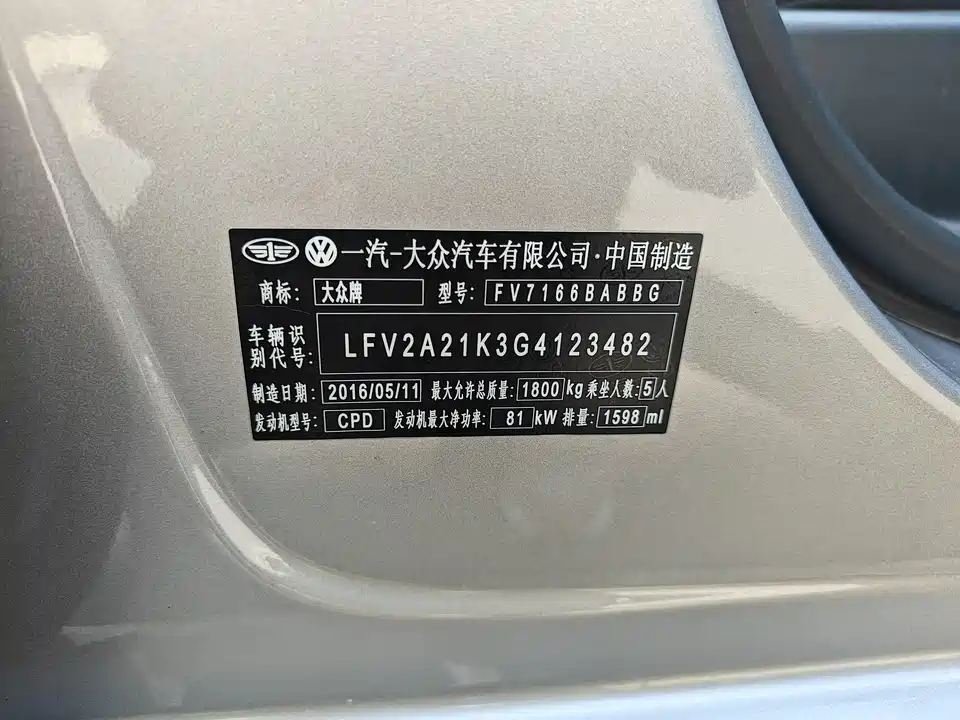 一汽-大众汽车有限公司·中国制造
商标: 大众牌 型号: FV7166BABBG
车辆识别代号: LFV2A21K3G4123482
制造日期: 2016/05/11 最大允许总质量: 1800 kg 乘坐人数: 5 人
发动机型号: CPD 发动机最大净功率: 81 kW 排量: 1598 ml